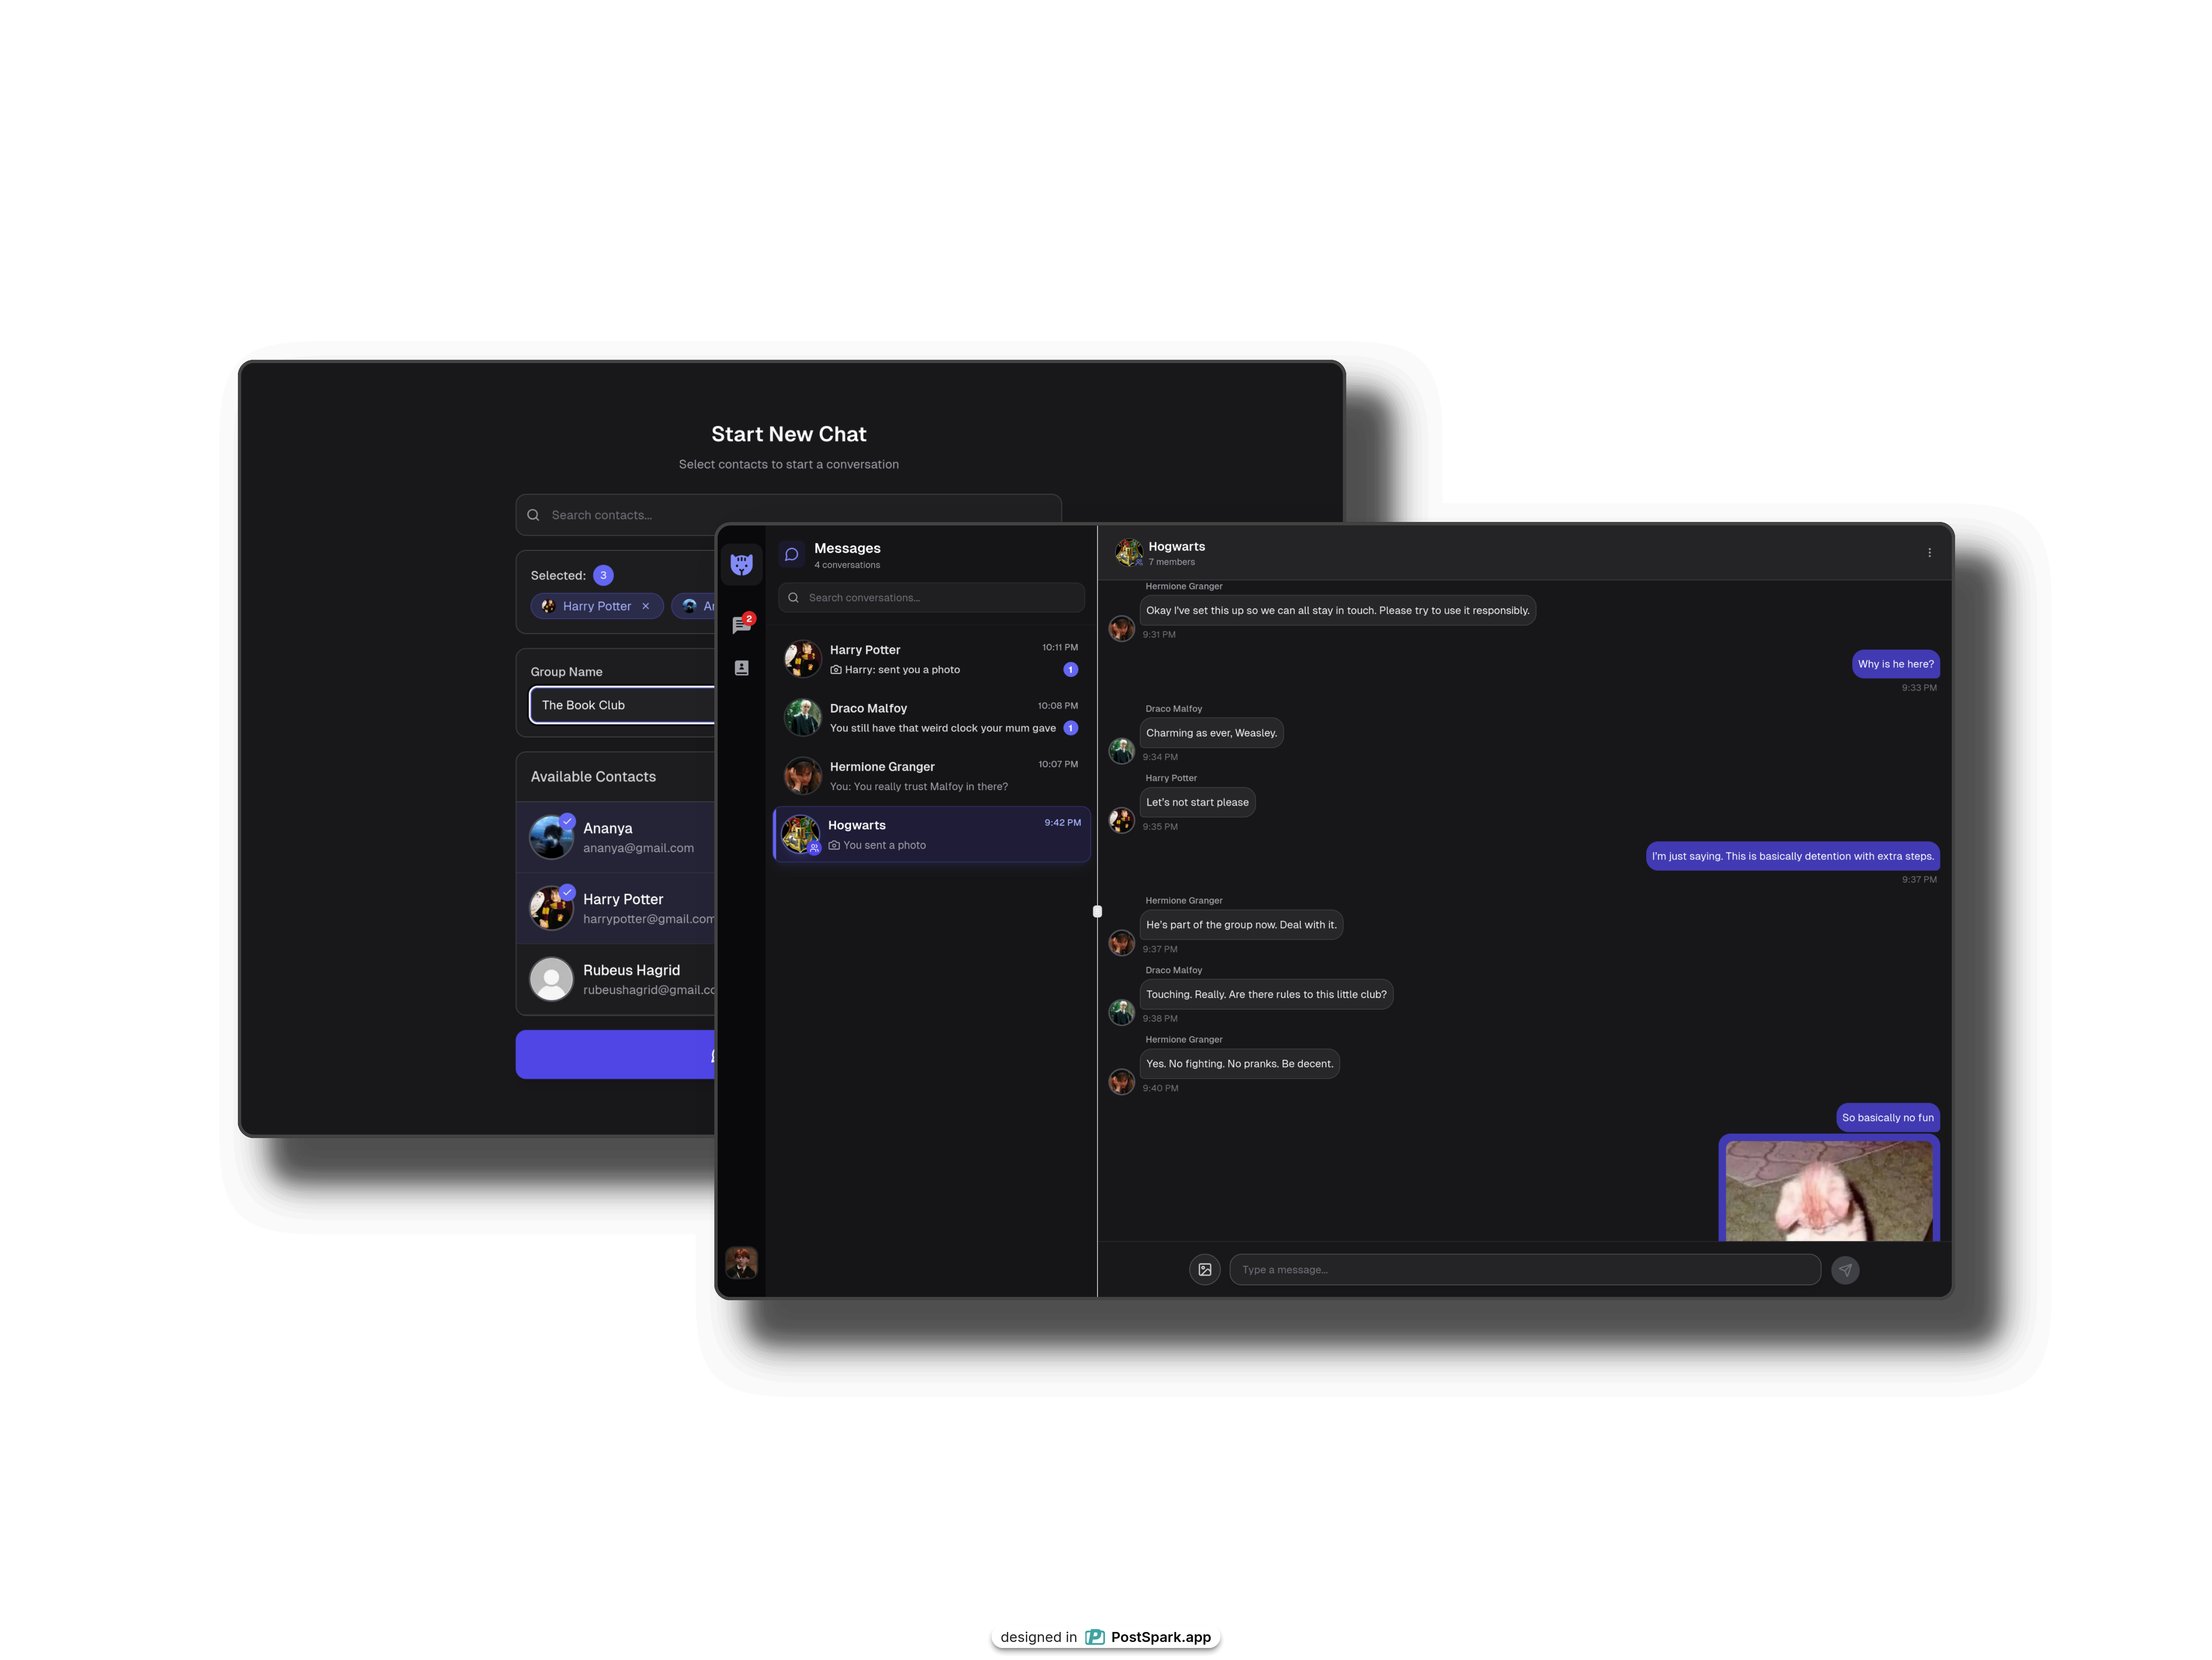 Start New Chat
Select contacts to start a conversation
Search contacts...
Selected: 3
Harry Potter
Group Name
The Book Club
Available Contacts
Ananya
ananya@gmail.com
Harry Potter
harrypotter@gmail.com
Rubeus Hagrid
2
Messages
4 conversations
Search conversations...
Harry Potter 10:11 PM
Harry: sent you a photo 1
Draco Malfoy 10:08 PM
You still have that weird clock your mum gave 1
Hermione Granger 10:07 PM
You: You really trust Malfoy in there?
Hogwarts 9:42 PM
You sent a photo
Hogwarts
7 members
Hermione Granger
Okay I've set this up so we can all stay in touch. Please try to use it responsibly.
9:31 PM
Why is he here?
9:33 PM
Draco Malfoy
Charming as ever, Weasley.
9:34 PM
Harry Potter
Let's not start please
9:35 PM
I'm just saying. This is basically detention with extra steps.
9:37 PM
Hermione Granger
He's part of the group now. Deal with it.
9:37 PM
Draco Malfoy
Touching. Really. Are there rules to this little club?
9:38 PM
Hermione Granger
Yes. No fighting. No pranks. Be decent.
9:40 PM
So basically no fun
Type a message...
designed in PostSpark.app